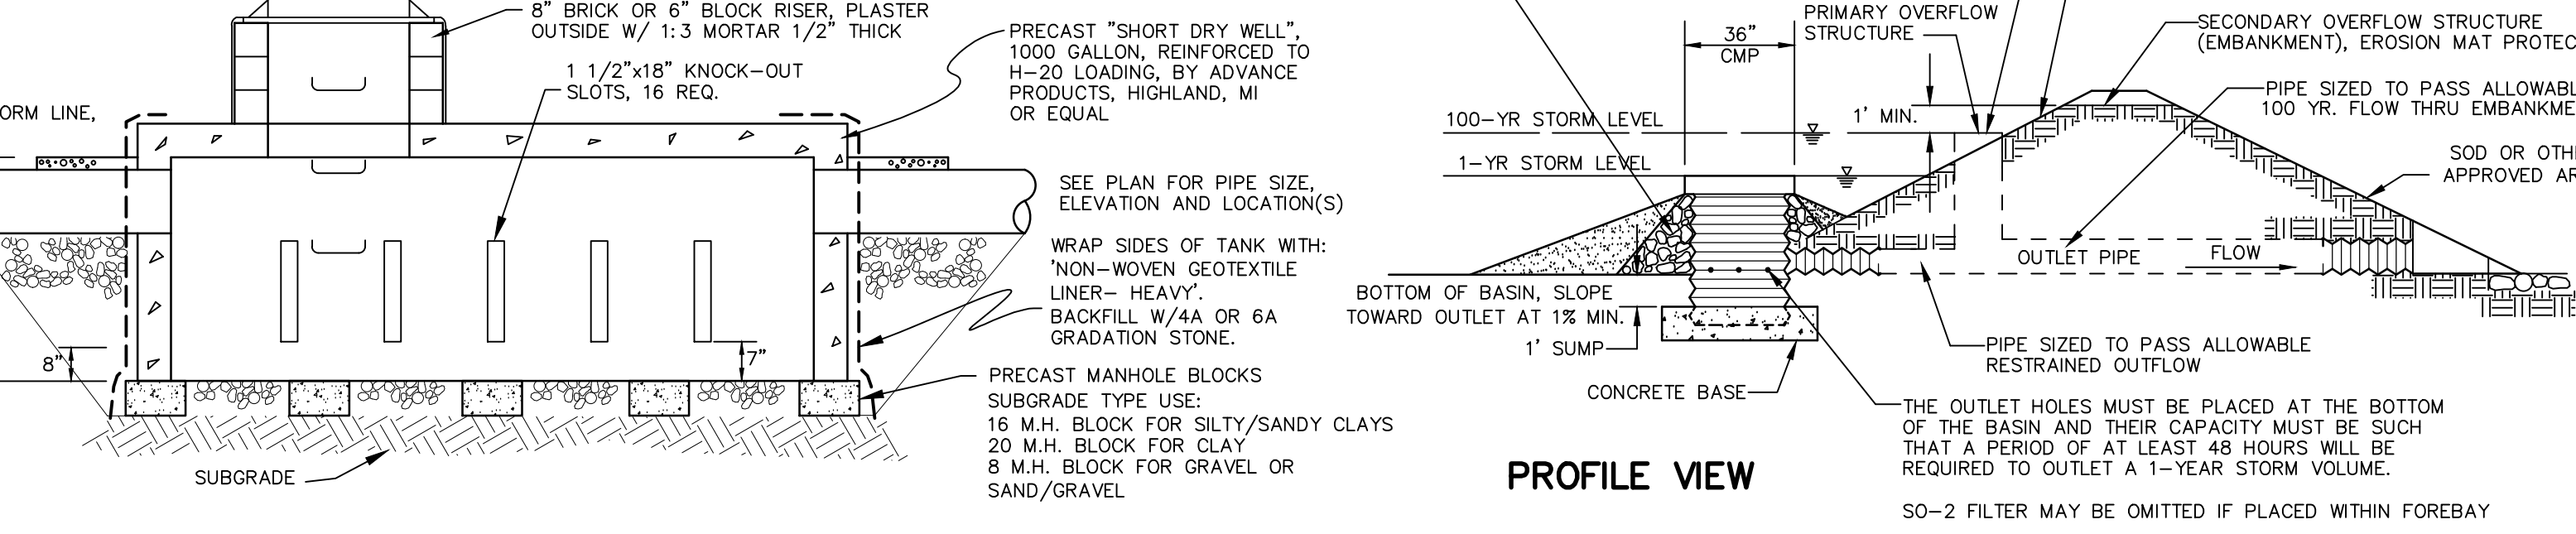 8" BRICK OR 6" BLOCK RISER, PLASTER
OUTSIDE W/ 1:3 MORTAR 1/2" THICK
1 1/2"x18" KNOCK-OUT
SLOTS, 16 REQ.
ORM LINE,
PRECAST "SHORT DRY WELL",
1000 GALLON, REINFORCED TO
H-20 LOADING, BY ADVANCE
PRODUCTS, HIGHLAND, MI
OR EQUAL
SEE PLAN FOR PIPE SIZE,
ELEVATION AND LOCATION(S)
WRAP SIDES OF TANK WITH:
'NON-WOVEN GEOTEXTILE
LINER- HEAVY'.
BACKFILL W/4A OR 6A
GRADATION STONE.
8"
7"
PRECAST MANHOLE BLOCKS
SUBGRADE TYPE USE:
16 M.H. BLOCK FOR SILTY/SANDY CLAYS
20 M.H. BLOCK FOR CLAY
8 M.H. BLOCK FOR GRAVEL OR
SAND/GRAVEL
SUBGRADE
36"
CMP
PRIMARY OVERFLOW
STRUCTURE
SECONDARY OVERFLOW STRUCTURE
(EMBANKMENT), EROSION MAT PROTEC
PIPE SIZED TO PASS ALLOWABL
100 YR. FLOW THRU EMBANKME
1' MIN.
100-YR STORM LEVEL
1-YR STORM LEVEL
SOD OR OTH
APPROVED AR
OUTLET PIPE
FLOW
BOTTOM OF BASIN, SLOPE
TOWARD OUTLET AT 1% MIN.
1' SUMP
CONCRETE BASE
PIPE SIZED TO PASS ALLOWABLE
RESTRAINED OUTFLOW
THE OUTLET HOLES MUST BE PLACED AT THE BOTTOM
OF THE BASIN AND THEIR CAPACITY MUST BE SUCH
THAT A PERIOD OF AT LEAST 48 HOURS WILL BE
REQUIRED TO OUTLET A 1-YEAR STORM VOLUME.
SO-2 FILTER MAY BE OMITTED IF PLACED WITHIN FOREBAY
PROFILE VIEW